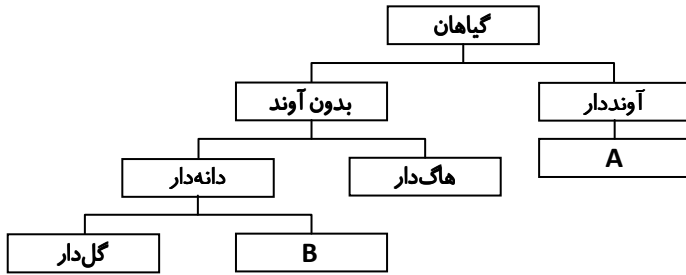 گیاهان
آونددار
بدون آوند
A
هاگ‌دار
دانه‌دار
B
گل‌دار